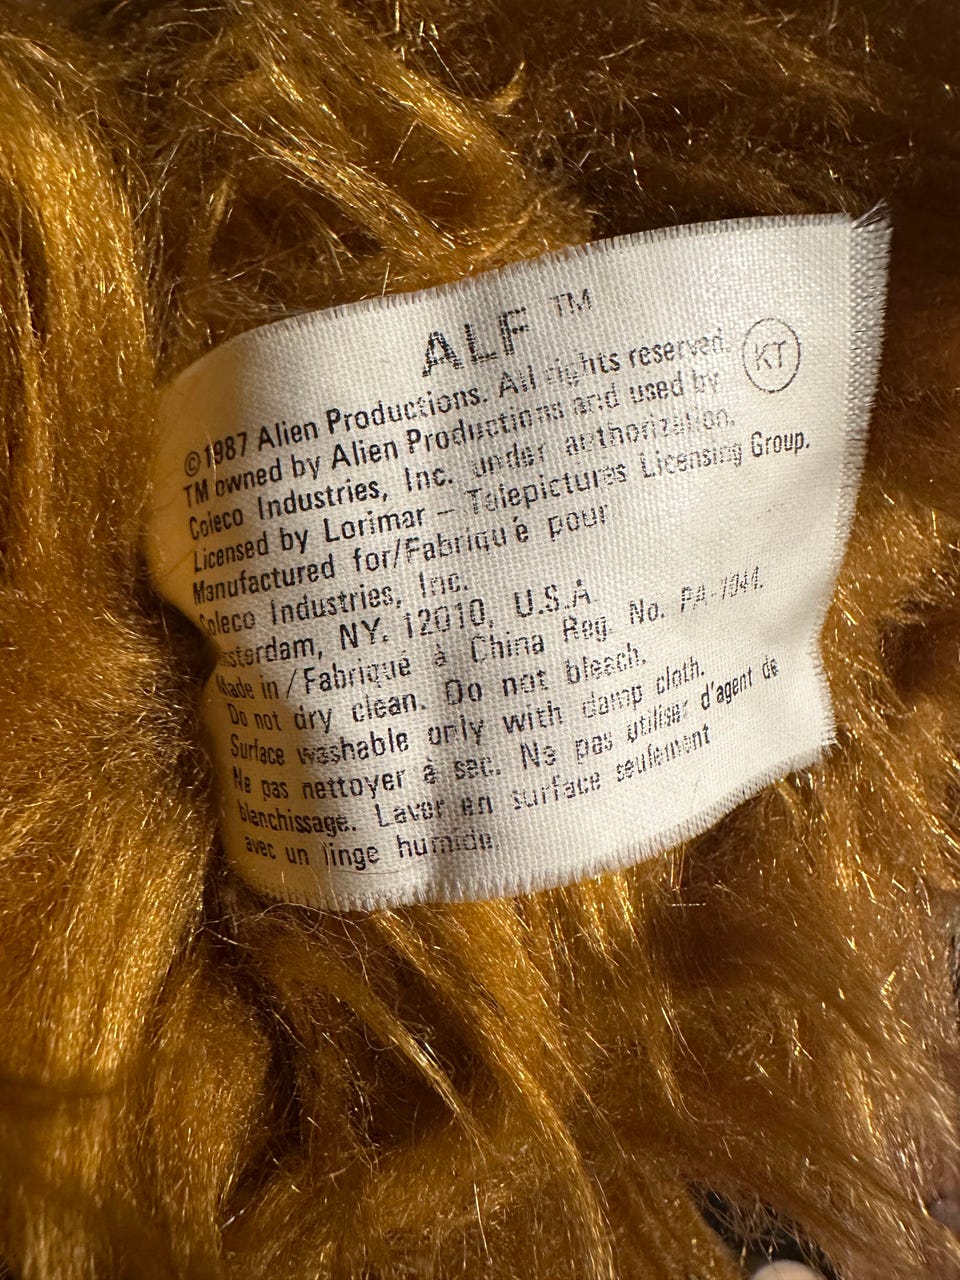 ALF ™
©1987 Alien Productions. All rights reserved. KT
TM owned by Alien Productions and used by
Coleco Industries, Inc. under authorization.
Licensed by Lorimar – Telepictures Licensing Group.
Manufactured for/Fabriqué pour
Coleco Industries, Inc.
Amsterdam, NY. 12010, U.S.A.
Made in/Fabriqué à China Reg. No. PA-1044.
Do not dry clean. Do not bleach.
Surface washable only with damp cloth.
Ne pas nettoyer à sec. Ne pas utiliser d'agent de
blanchissage. Laver en surface seulement
avec un linge humide.